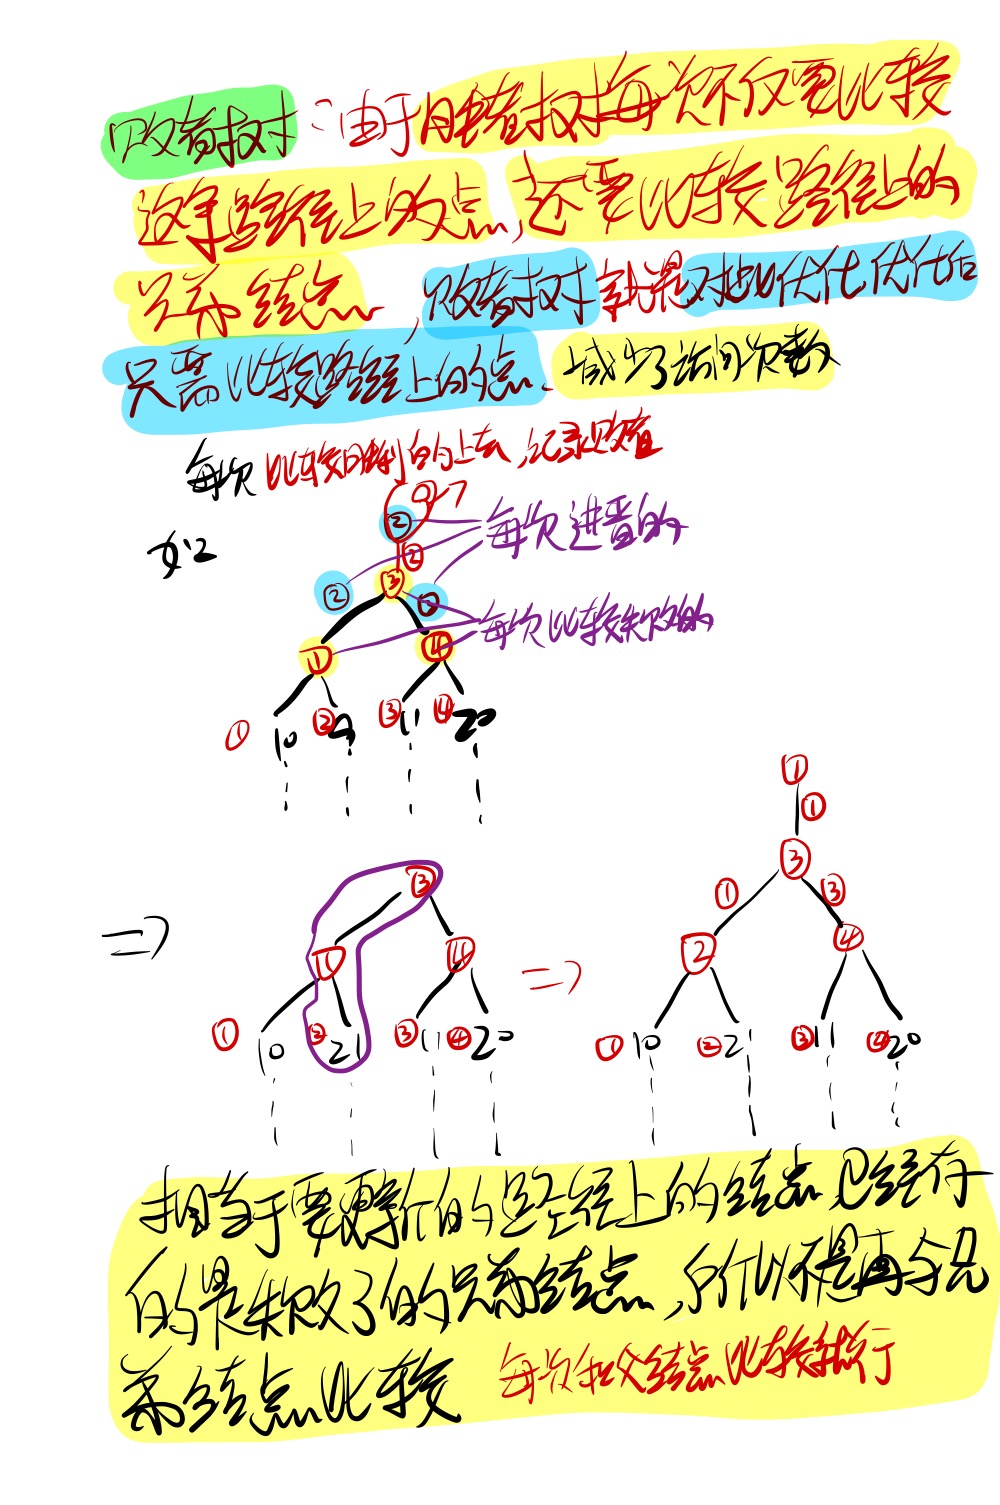 败者树：由于胜者树每次不仅要比较
这条路径上的点，还要比较路径上的
兄弟结点，败者树就是对此优化优化后
只需比较路径上的点、减少了访问次数
每次比较胜利的上去，记录败者
如:
②
②
每次进晋的
② ③
每次比较失败的
① ④
① 10 ② 9 ③ 11 ④ 20
①
①
③
③
① ③
① ④
② ④
① 10 ② 21 ③ 11 ④ 20
① 10 ② 21 ③ 11 ④ 20
相当于要更新的路径上的结点已经存
的是失败了的兄弟结点，所以不是再与兄
弟结点比较 每次和父结点比较就行